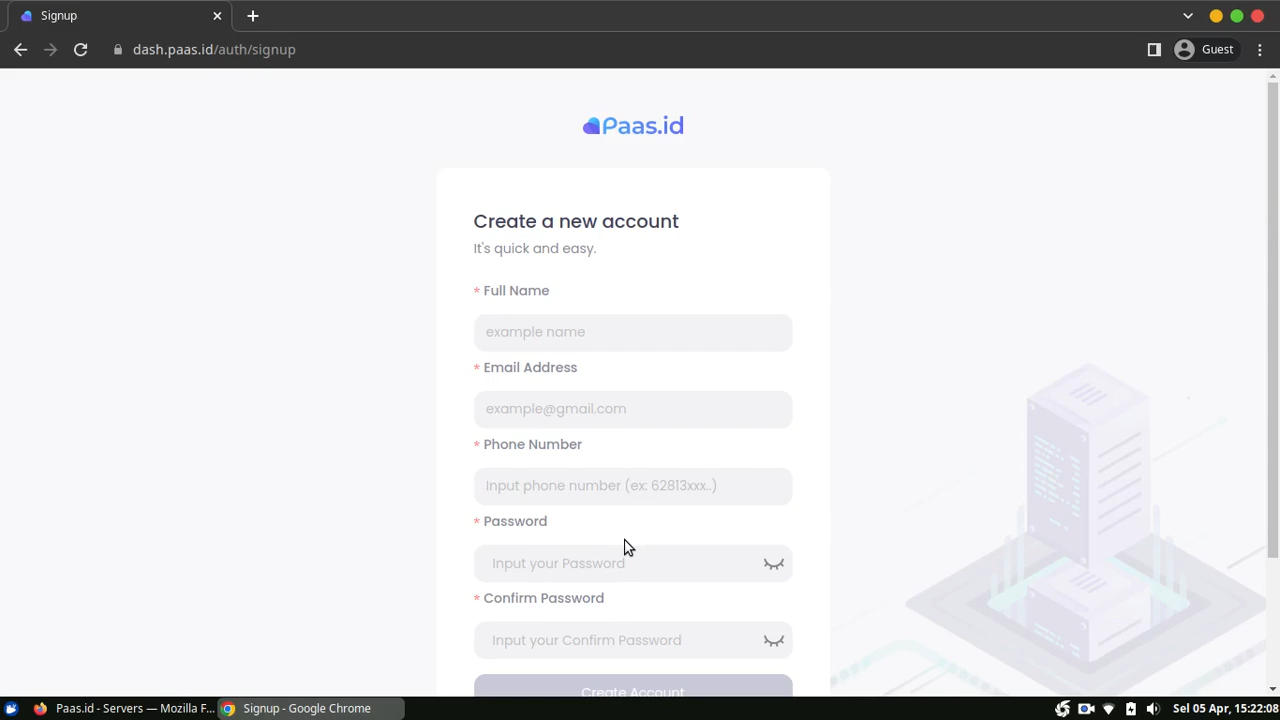 Signup
dash.paas.id/auth/signup
Guest
Paas.id
Create a new account
It's quick and easy.
* Full Name
example name
* Email Address
example@gmail.com
* Phone Number
Input phone number (ex: 62813xxx..)
* Password
Input your Password
* Confirm Password
Input your Confirm Password
Create Account
Paas.id - Servers — Mozilla F...
Signup - Google Chrome
Sel 05 Apr, 15:22:08